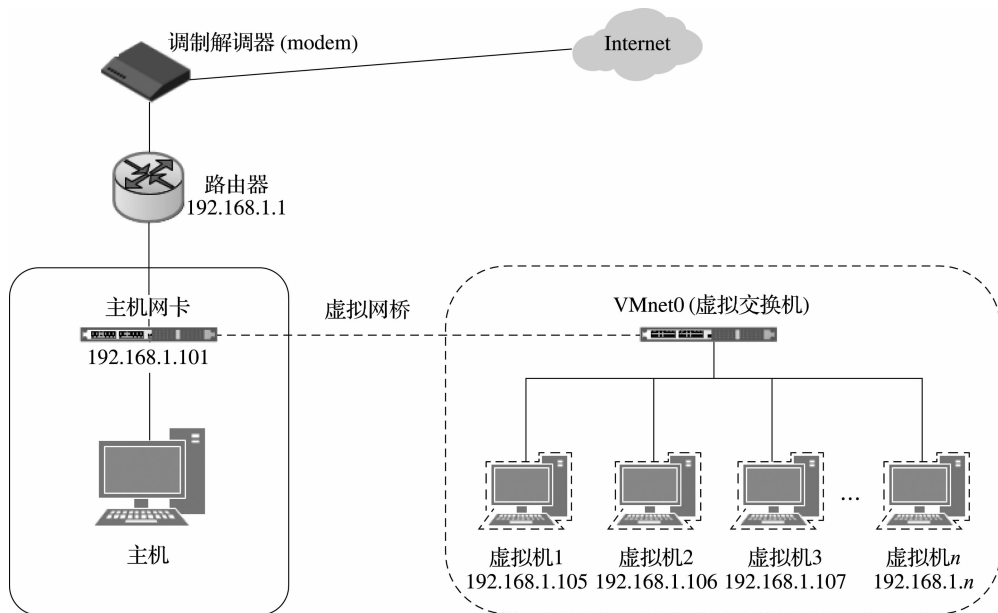 调制解调器 (modem)
Internet
路由器
192.168.1.1
主机网卡
192.168.1.101
虚拟网桥
VMnet0 (虚拟交换机)
主机
...
虚拟机1
192.168.1.105
虚拟机2
192.168.1.106
虚拟机3
192.168.1.107
虚拟机n
192.168.1.n